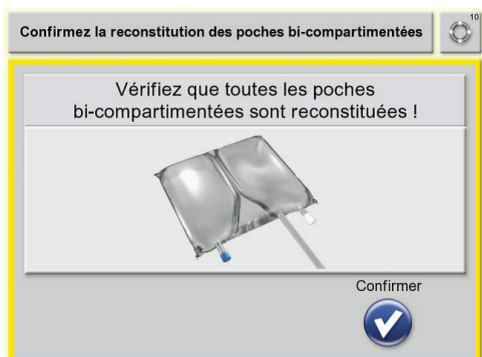 Confirmez la reconstitution des poches bi-compartimentées
10
Vérifiez que toutes les poches
bi-compartimentées sont reconstituées !
Confirmer